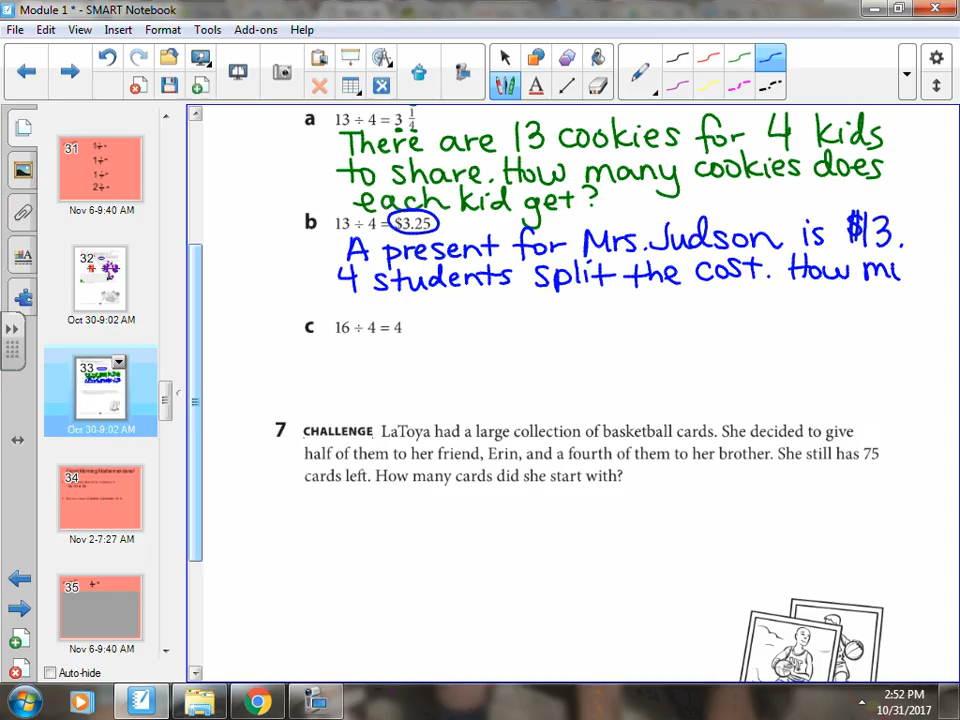 Module 1 * - SMART Notebook
File Edit View Insert Format Tools Add-ons Help
31
Nov 6-9:40 AM
32
Oct 30-9:02 AM
33
Oct 30-9:02 AM
34
Nov 2-7:27 AM
35
Nov 6-9:40 AM
Auto-hide
a 13 ÷ 4 = 3 1/4
There are 13 cookies for 4 kids
to share. How many cookies does
each kid get?
b 13 ÷ 4 = $3.25
A present for Mrs. Judson is $13.
4 students split the cost. How mu
c 16 ÷ 4 = 4
7 CHALLENGE LaToya had a large collection of basketball cards. She decided to give
half of them to her friend, Erin, and a fourth of them to her brother. She still has 75
cards left. How many cards did she start with?
2:52 PM
10/31/2017